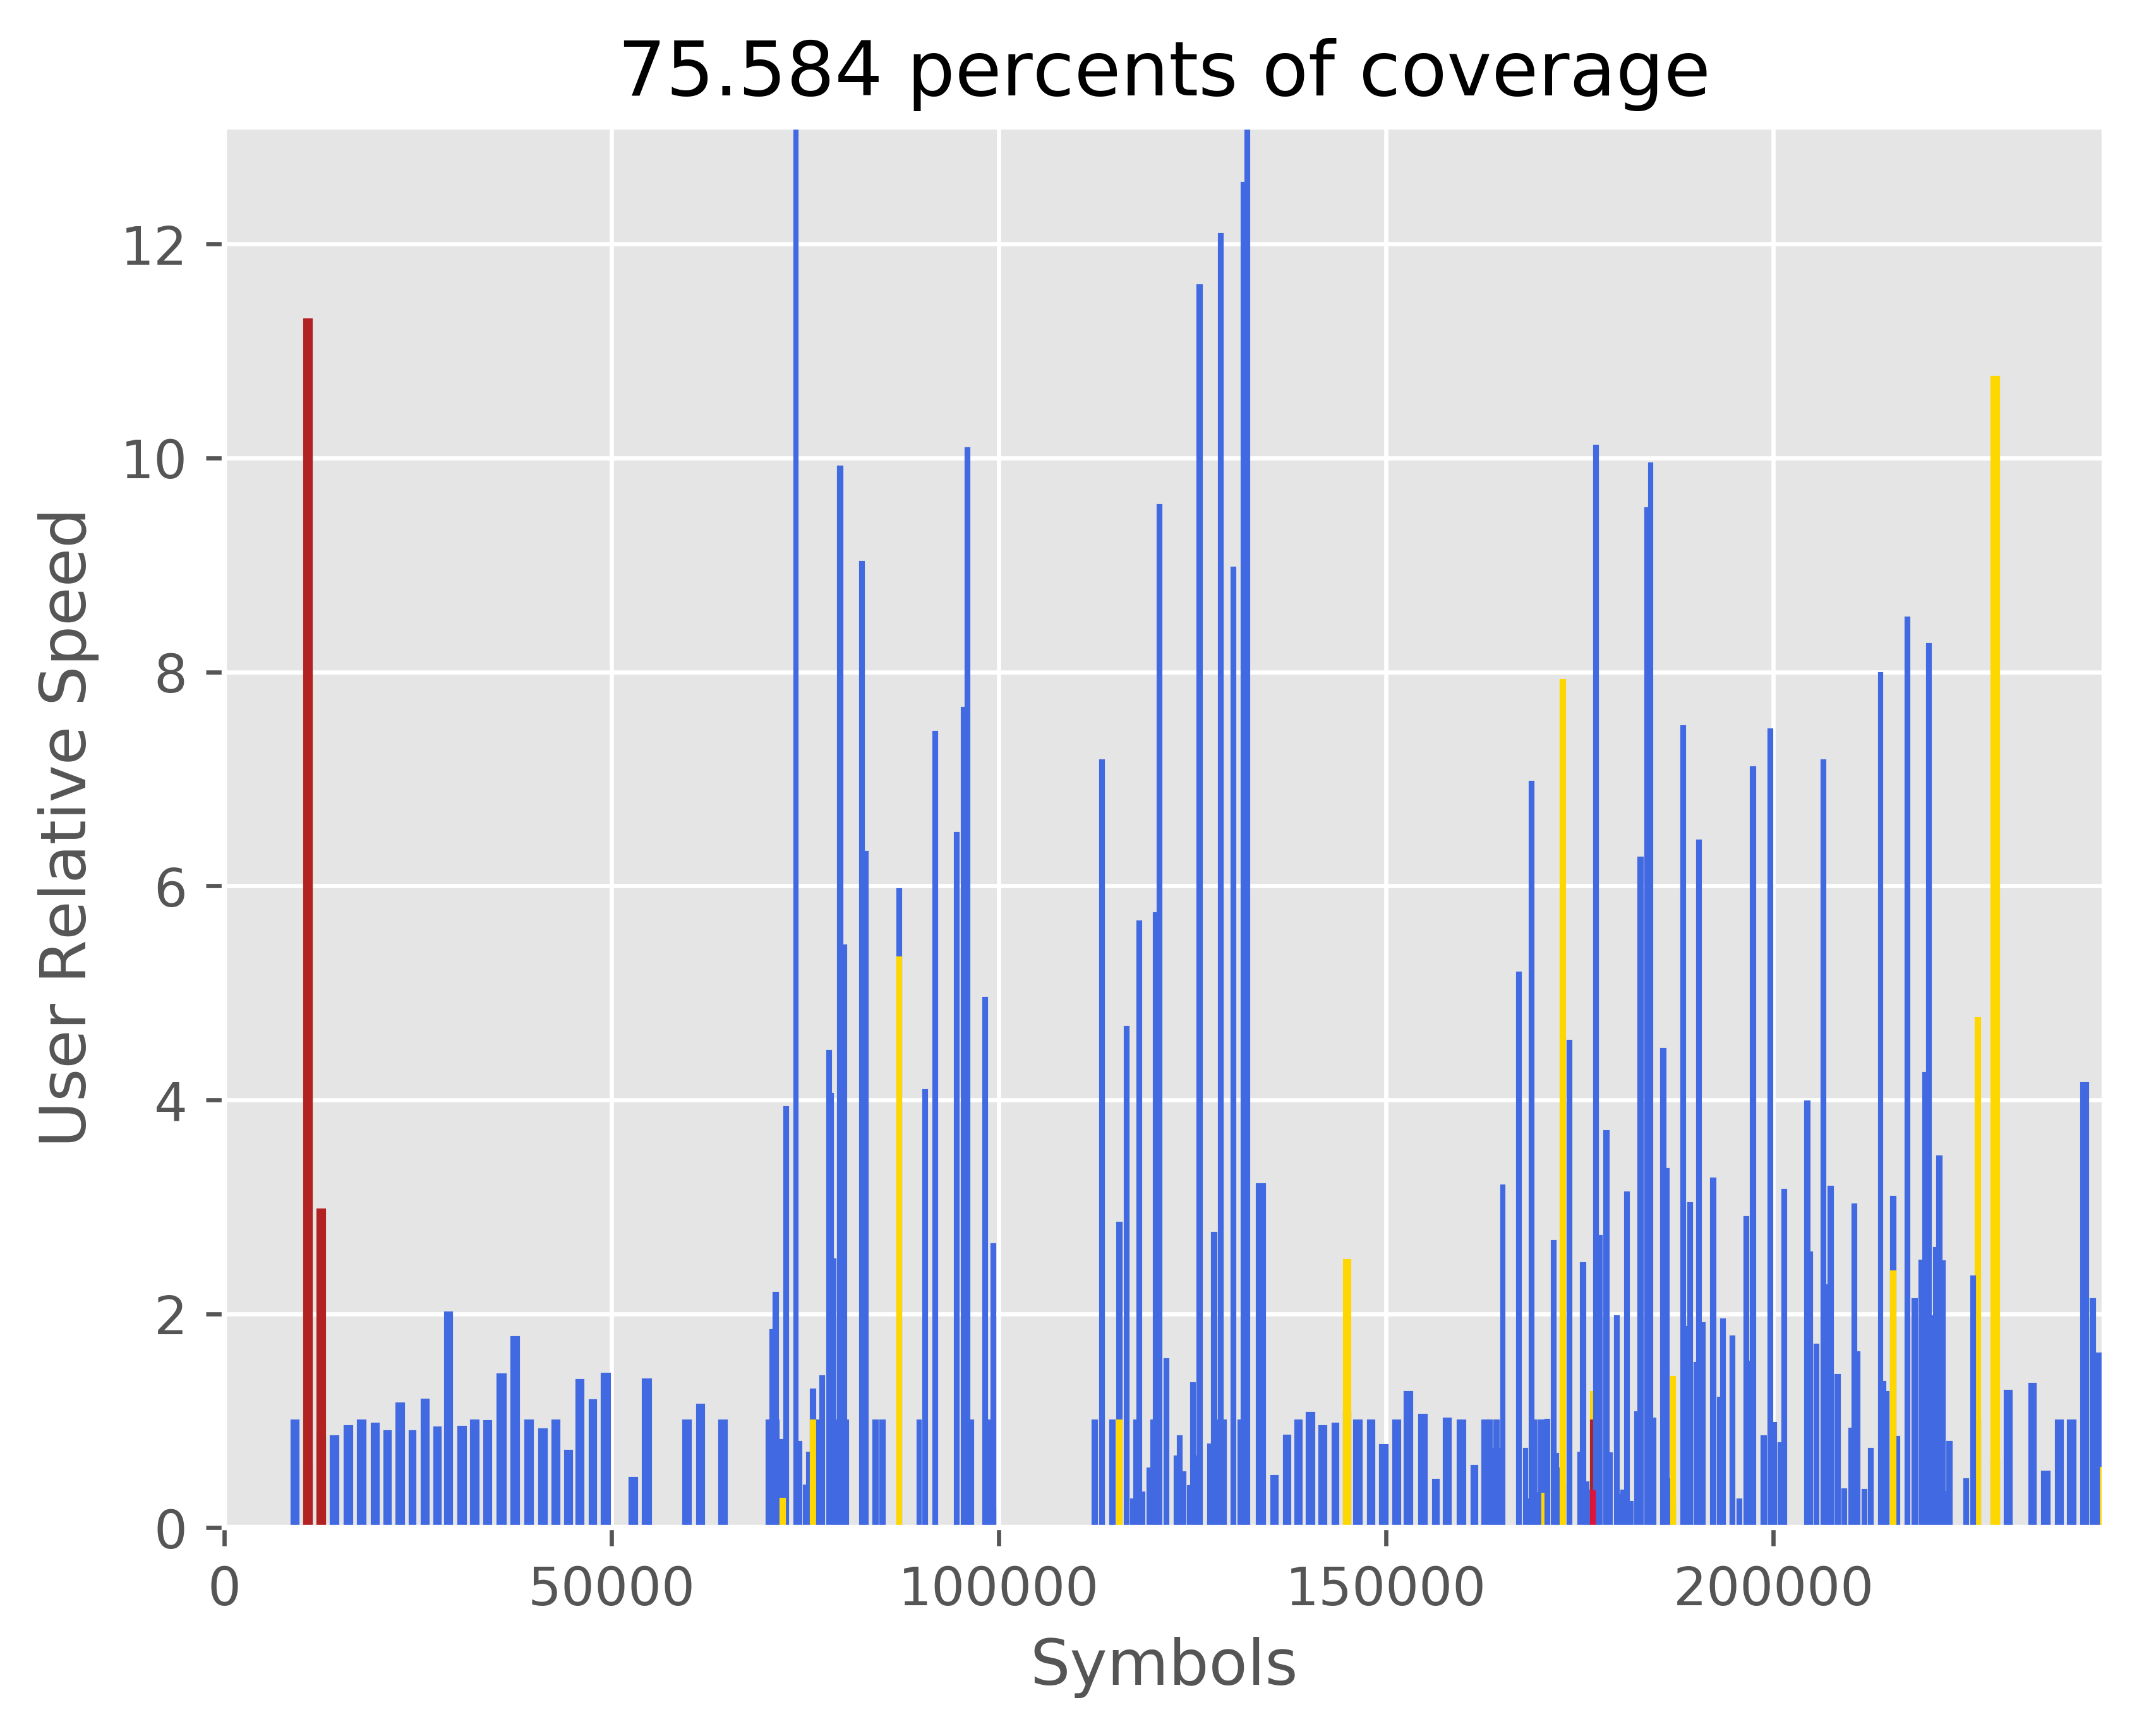 75.584 percents of coverage
12
10
8
6
4
2
0
User Relative Speed
0 50000 100000 150000 200000
Symbols